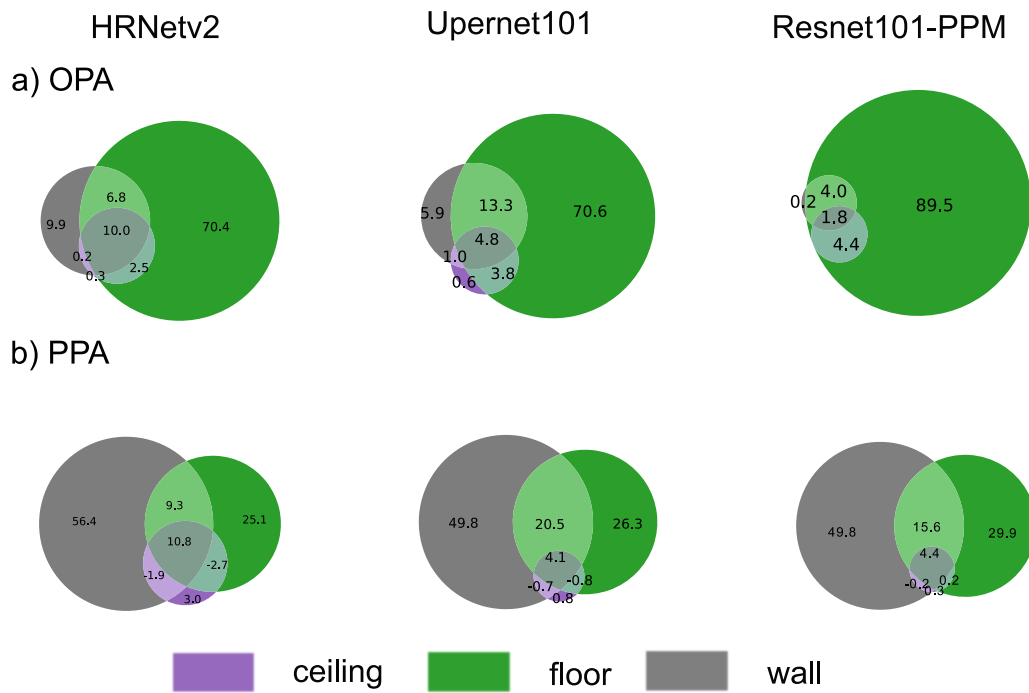 HRNetv2 Upernet101 Resnet101-PPM
a) OPA
9.9 6.8 70.4 10.0 0.2 0.3 2.5
5.9 13.3 70.6 4.8 1.0 0.6 3.8
0.2 4.0 89.5 1.8 4.4
b) PPA
56.4 9.3 25.1 10.8 -1.9 -2.7 3.0
49.8 20.5 26.3 4.1 -0.7 -0.8 0.8
49.8 15.6 29.9 4.4 -0.2 0.2 0.3
ceiling floor wall